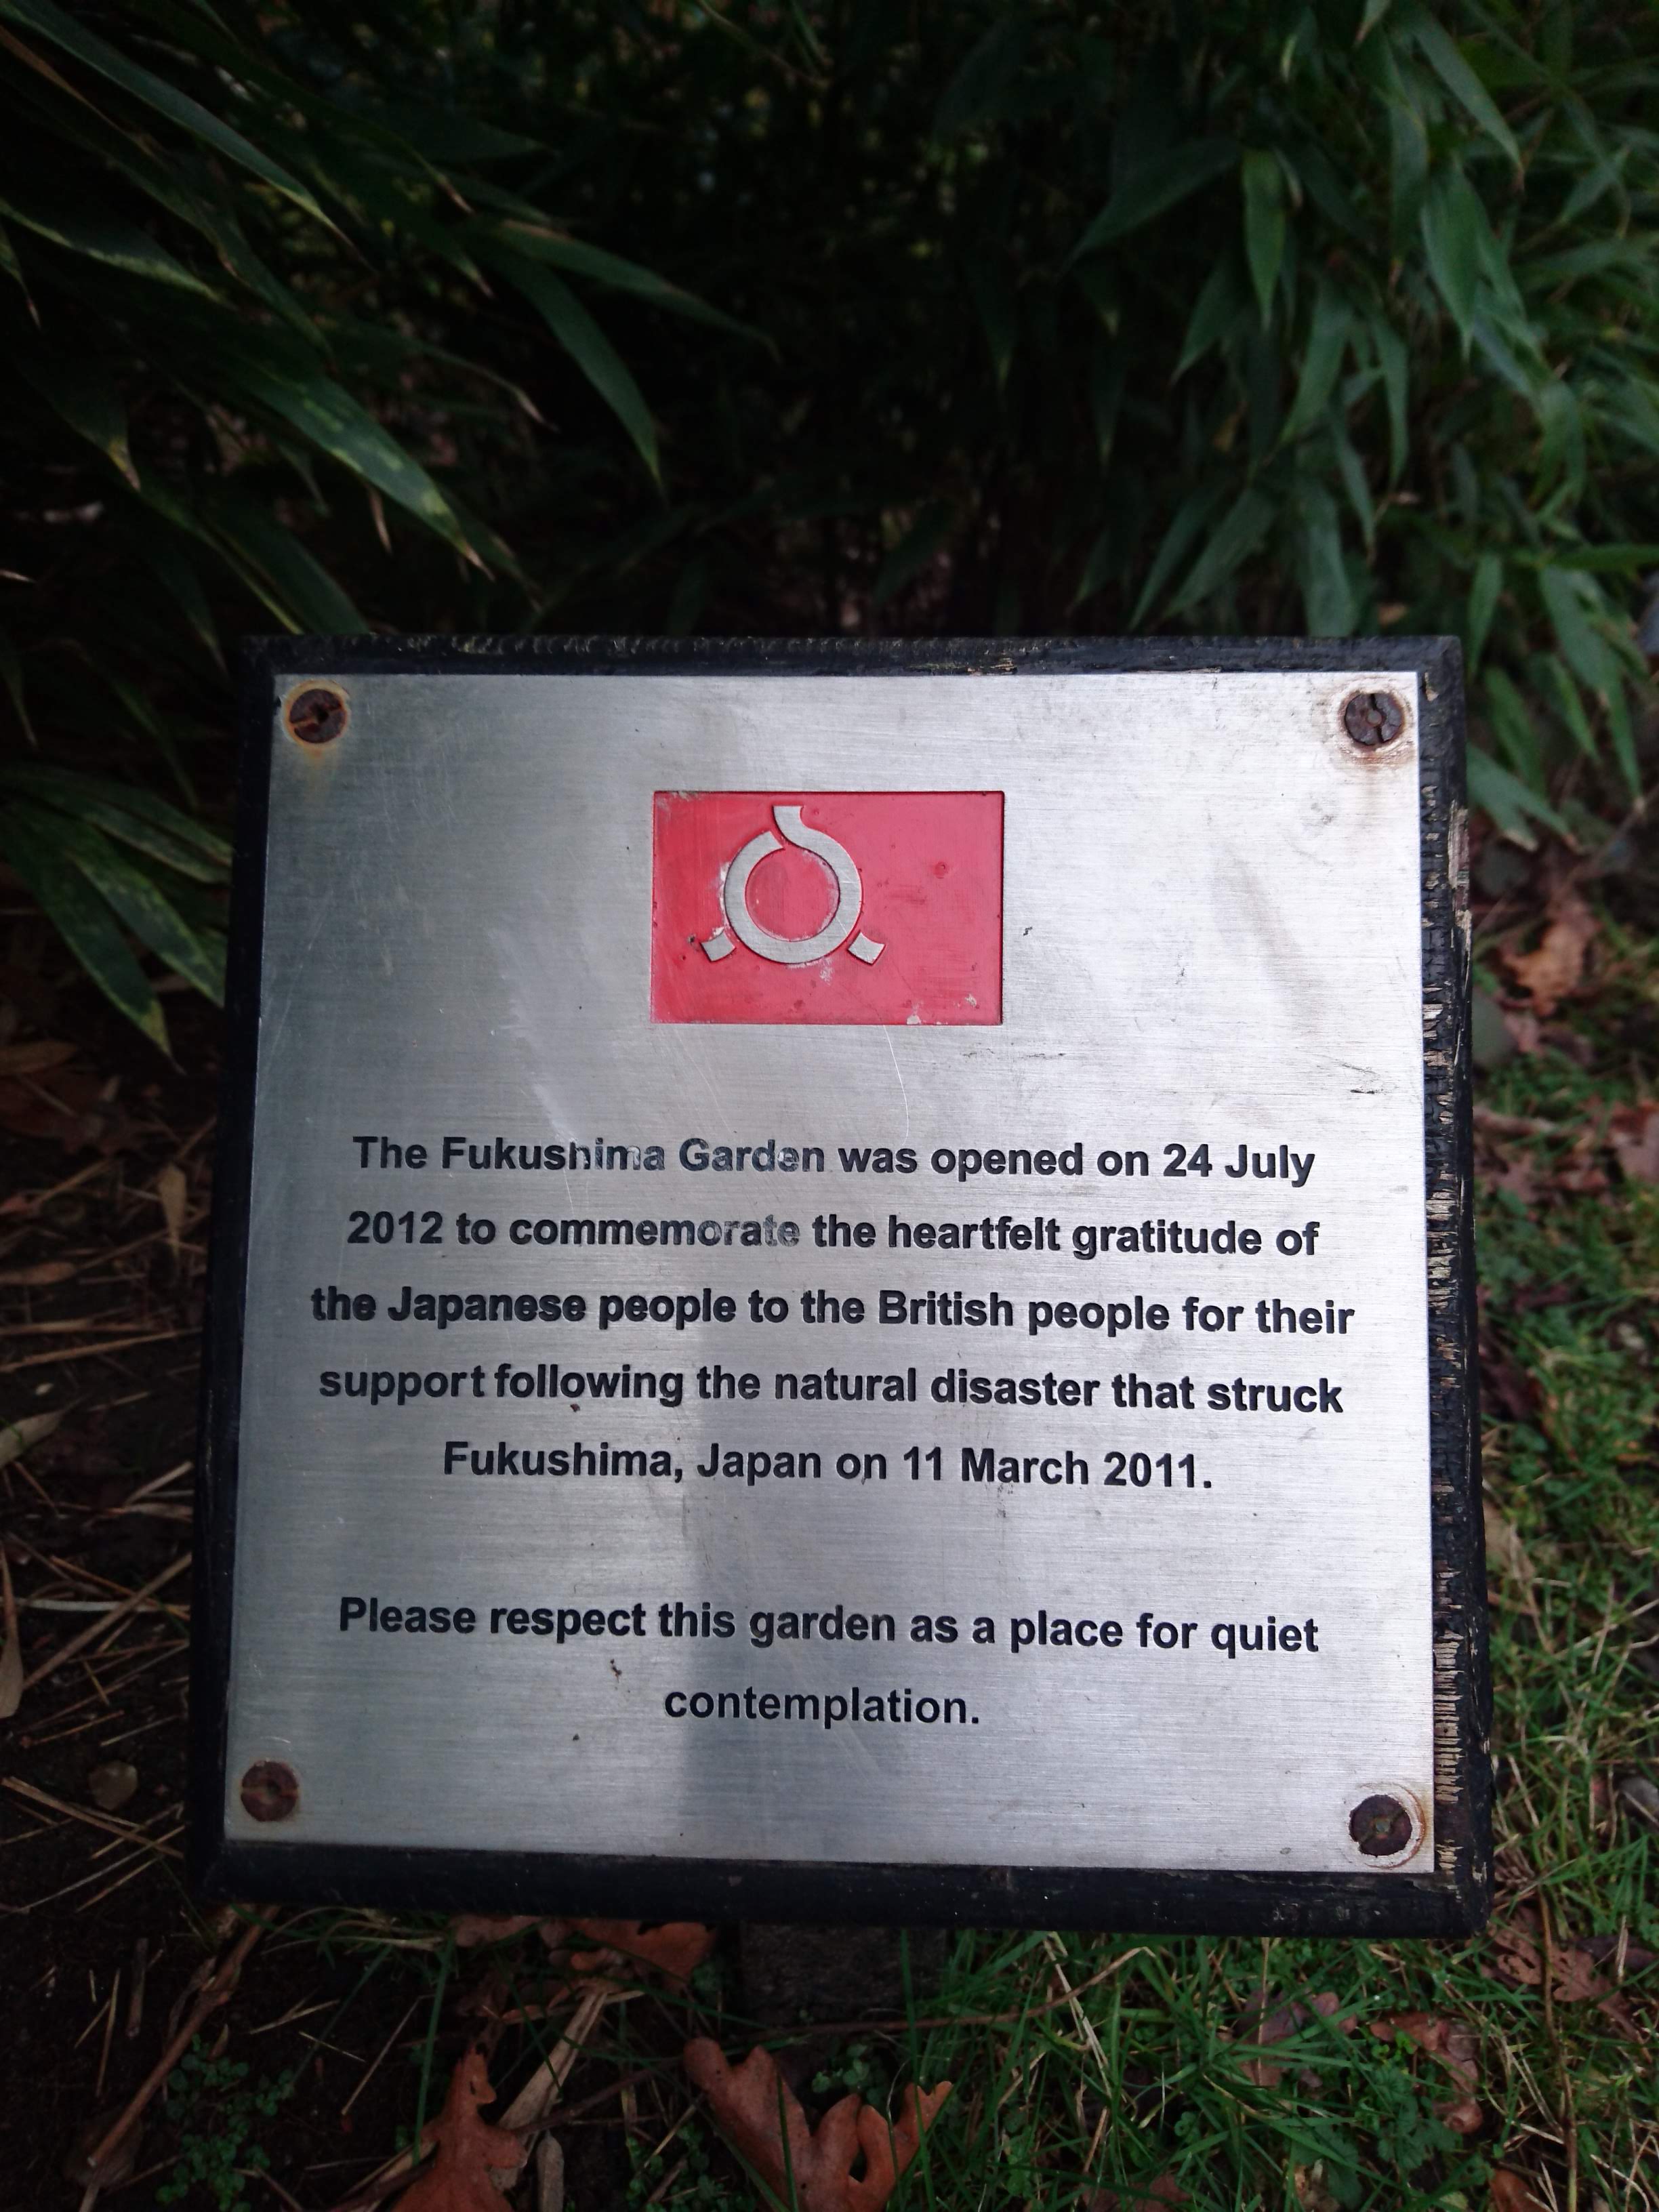 The Fukushima Garden was opened on 24 July
2012 to commemorate the heartfelt gratitude of
the Japanese people to the British people for their
support following the natural disaster that struck
Fukushima, Japan on 11 March 2011.
Please respect this garden as a place for quiet
contemplation.